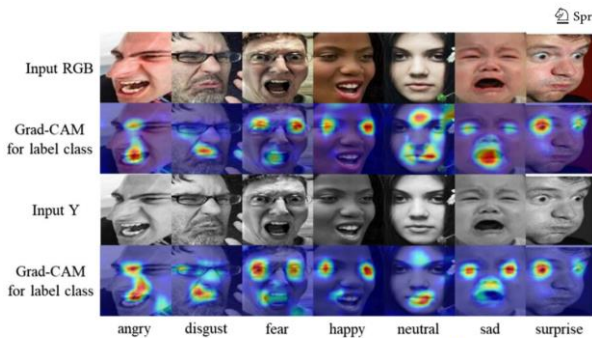 Spr
Input RGB
Grad-CAM
for label class
Input Y
Grad-CAM
for label class
angry disgust fear happy neutral sad surprise